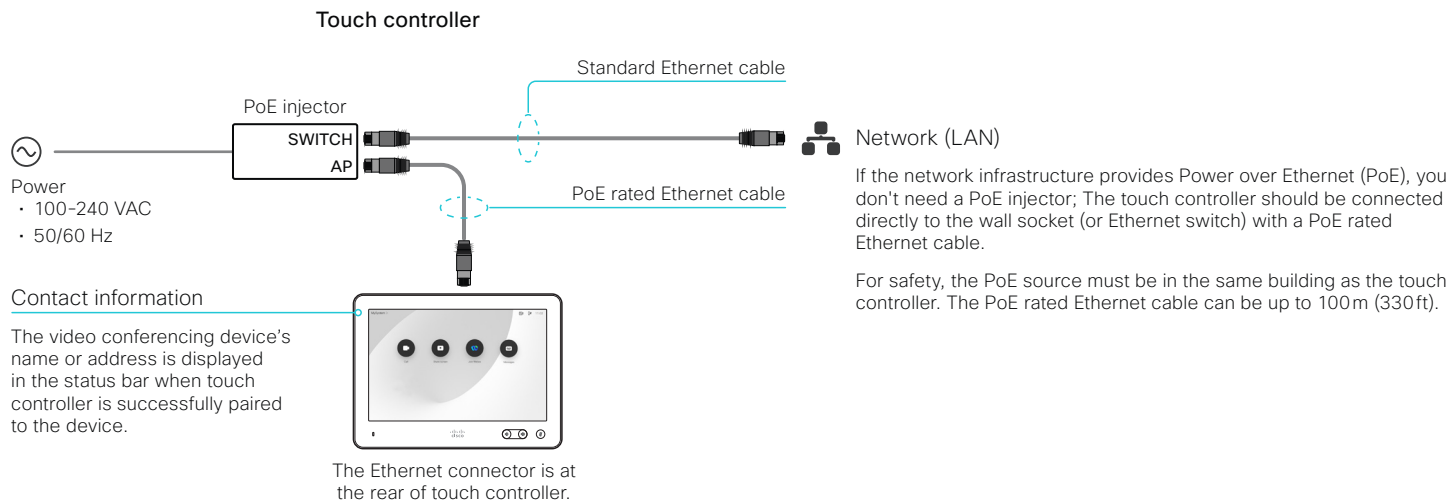 Touch controller
Standard Ethernet cable
PoE injector
SWITCH
AP
Power
· 100-240 VAC
· 50/60 Hz
PoE rated Ethernet cable
Network (LAN)
If the network infrastructure provides Power over Ethernet (PoE), you
don't need a PoE injector; The touch controller should be connected
directly to the wall socket (or Ethernet switch) with a PoE rated
Ethernet cable.
For safety, the PoE source must be in the same building as the touch
controller. The PoE rated Ethernet cable can be up to 100 m (330 ft).
Contact information
The video conferencing device's
name or address is displayed
in the status bar when touch
controller is successfully paired
to the device.
cisco
The Ethernet connector is at
the rear of touch controller.